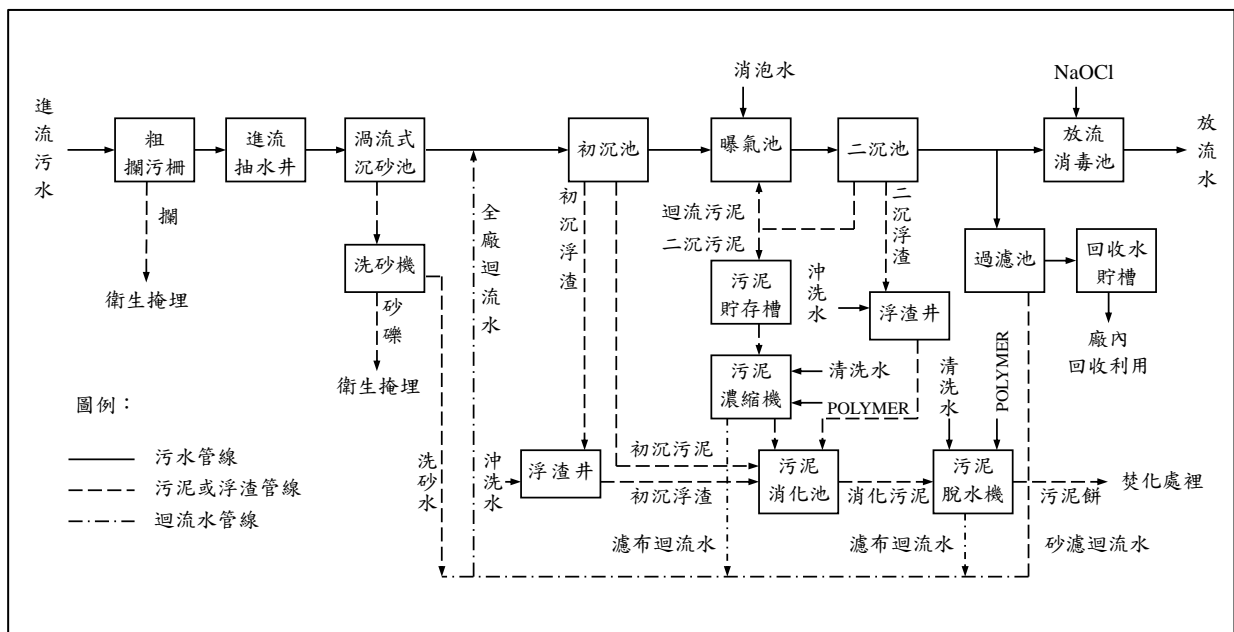 消泡水
NaOCl
進流污水
粗
攔污柵
進流
抽水井
渦流式
沉砂池
初沉池
曝氣池
二沉池
放流
消毒池
放流水
攔
衛生掩埋
洗砂機
砂礫
衛生掩埋
全廠迴流水
初沉浮渣
迴流污泥
二沉污泥
二沉浮渣
污泥
貯存槽
沖洗水
浮渣井
過濾池
回收水
貯槽
廠內
回收利用
污泥
濃縮機
清洗水
POLYMER
清洗水
POLYMER
圖例：
污水管線
污泥或浮渣管線
迴流水管線
洗砂水
沖洗水
浮渣井
初沉污泥
初沉浮渣
污泥
消化池
消化污泥
污泥
脫水機
污泥餅
焚化處裡
濾布迴流水
濾布迴流水
砂濾迴流水